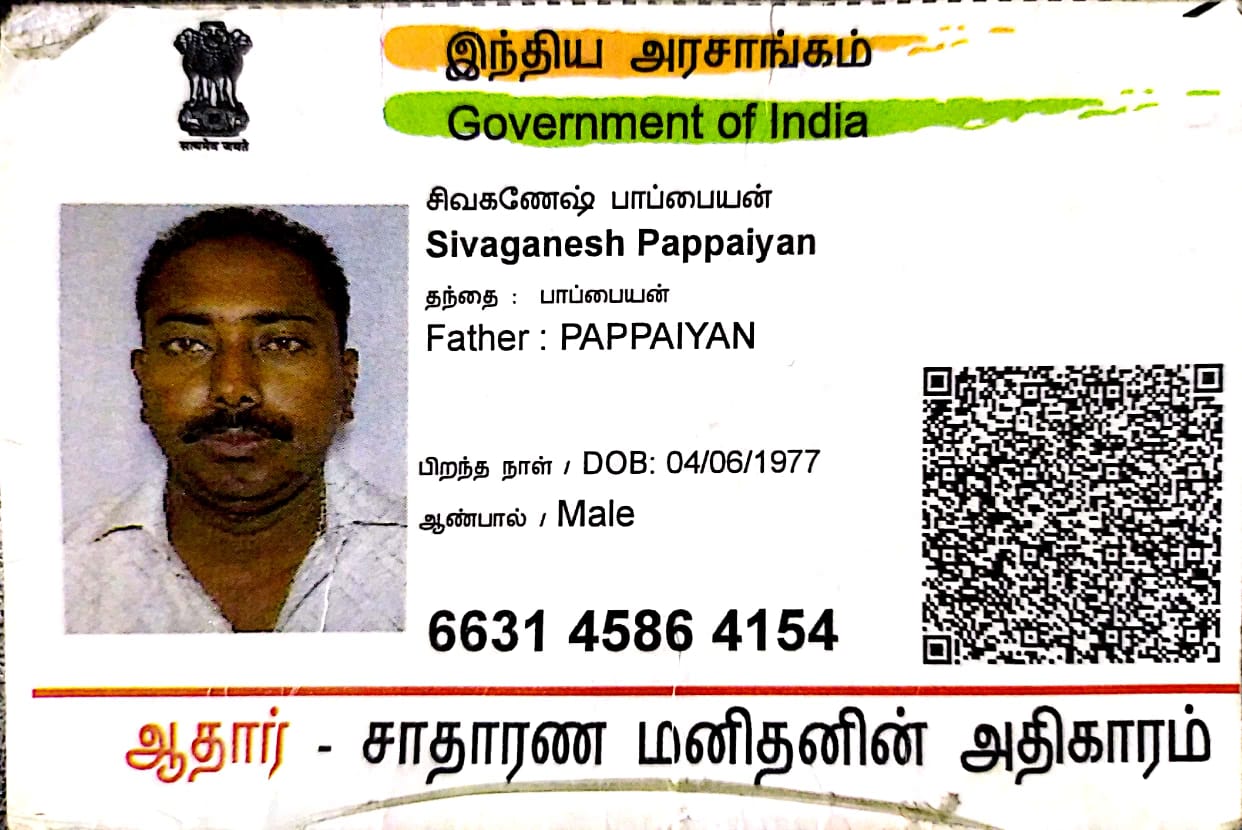 இந்திய அரசாங்கம்
Government of India
सत्यमेव जयते
சிவகணேஷ் பாப்பையன்
Sivaganesh Pappaiyan
தந்தை : பாப்பையன்
Father : PAPPAIYAN
பிறந்த நாள் / DOB: 04/06/1977
ஆண்பால் / Male
6631 4586 4154
ஆதார் - சாதாரண மனிதனின் அதிகாரம்